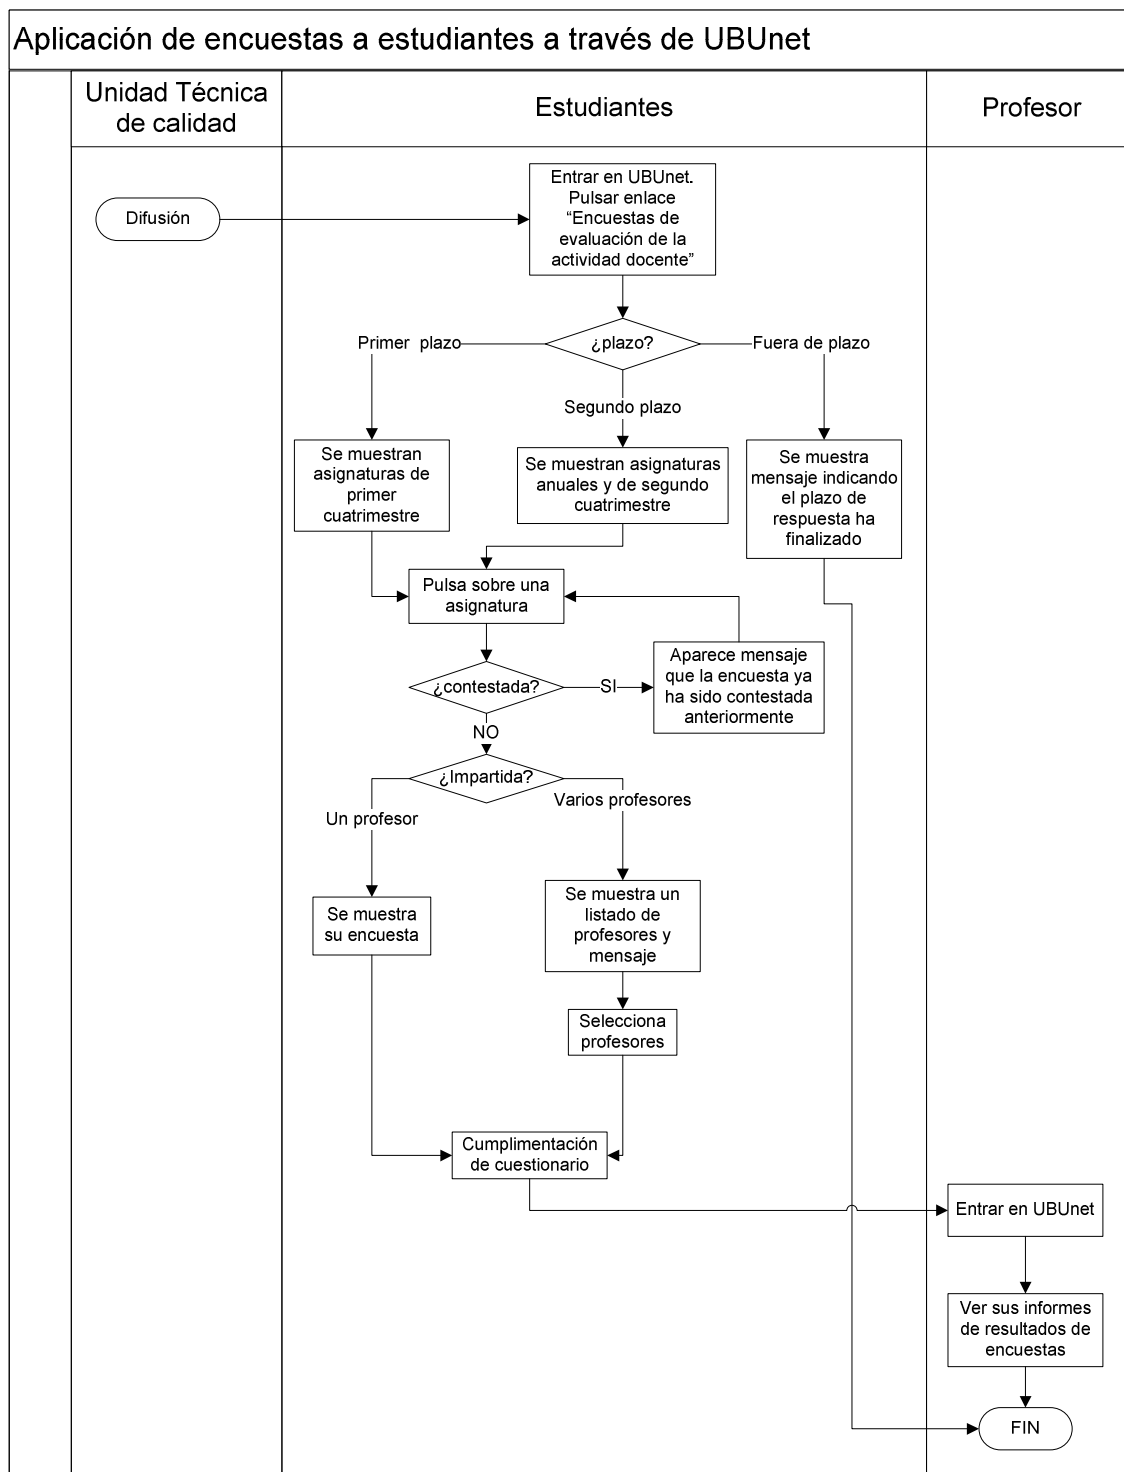 Aplicación de encuestas a estudiantes a través de UBUnet
Unidad Técnica
de calidad
Estudiantes
Profesor
Difusión
Entrar en UBUnet.
Pulsar enlace
“Encuestas de
evaluación de la
actividad docente”
¿plazo?
Primer plazo
Fuera de plazo
Segundo plazo
Se muestran
asignaturas de
primer
cuatrimestre
Se muestran asignaturas
anuales y de segundo
cuatrimestre
Se muestra
mensaje indicando
el plazo de
respuesta ha
finalizado
Pulsa sobre una
asignatura
¿contestada?
SI
Aparece mensaje
que la encuesta ya
ha sido contestada
anteriormente
NO
¿Impartida?
Un profesor
Varios profesores
Se muestra
su encuesta
Se muestra un
listado de
profesores y
mensaje
Selecciona
profesores
Cumplimentación
de cuestionario
Entrar en UBUnet
Ver sus informes
de resultados de
encuestas
FIN